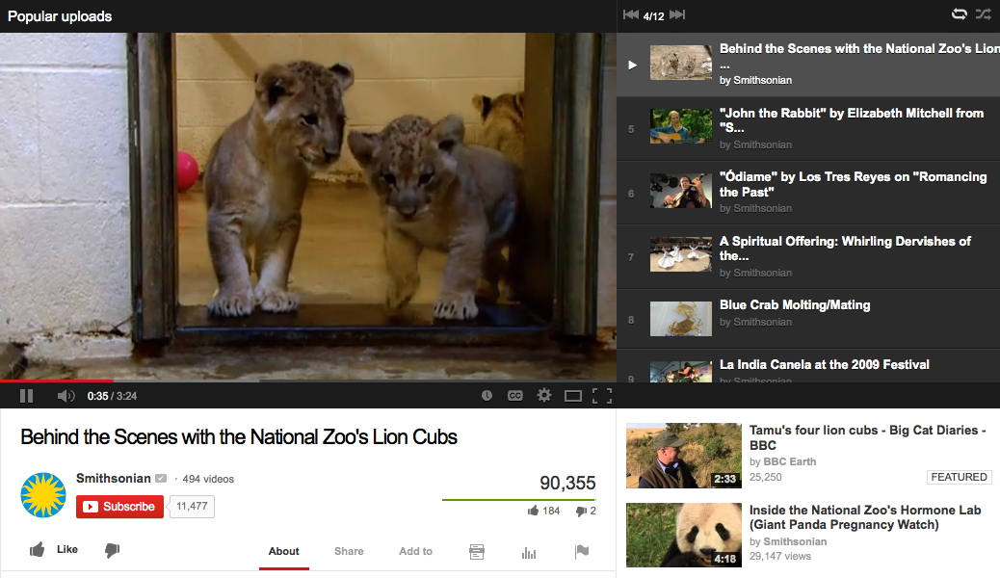 Popular uploads
4/12
Behind the Scenes with the National Zoo's Lion
...
by Smithsonian
5
"John the Rabbit" by Elizabeth Mitchell from
"S...
by Smithsonian
6
"Ódiame" by Los Tres Reyes on "Romancing
the Past"
by Smithsonian
7
A Spiritual Offering: Whirling Dervishes of
the...
by Smithsonian
8
Blue Crab Molting/Mating
by Smithsonian
9
La India Canela at the 2009 Festival
by Smithsonian
0:35 / 3:24
CC
Behind the Scenes with the National Zoo's Lion Cubs
Smithsonian · 494 videos
Subscribe 11,477
90,355
184 2
Like
About Share Add to
2:33
Tamu's four lion cubs - Big Cat Diaries -
BBC
by BBC Earth
25,250
FEATURED
4:18
Inside the National Zoo's Hormone Lab
(Giant Panda Pregnancy Watch)
by Smithsonian
29,147 views